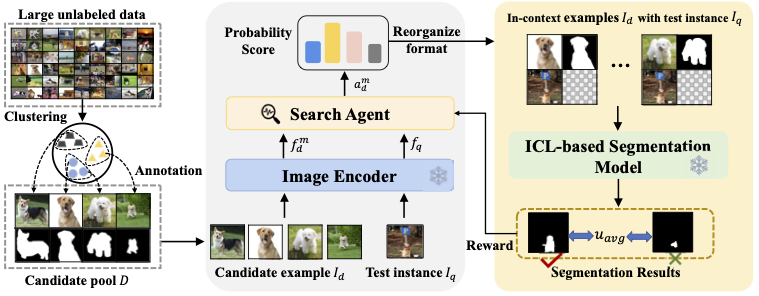 Large unlabeled data
Clustering
Annotation
Candidate pool D
Probability
Score
Reorganize
format
a_d^m
Search Agent
f_d^m
f_q
Image Encoder
Candidate example I_d
Test instance I_q
In-context examples I_d with test instance I_q
...
ICL-based Segmentation
Model
Reward
u_avg
Segmentation Results